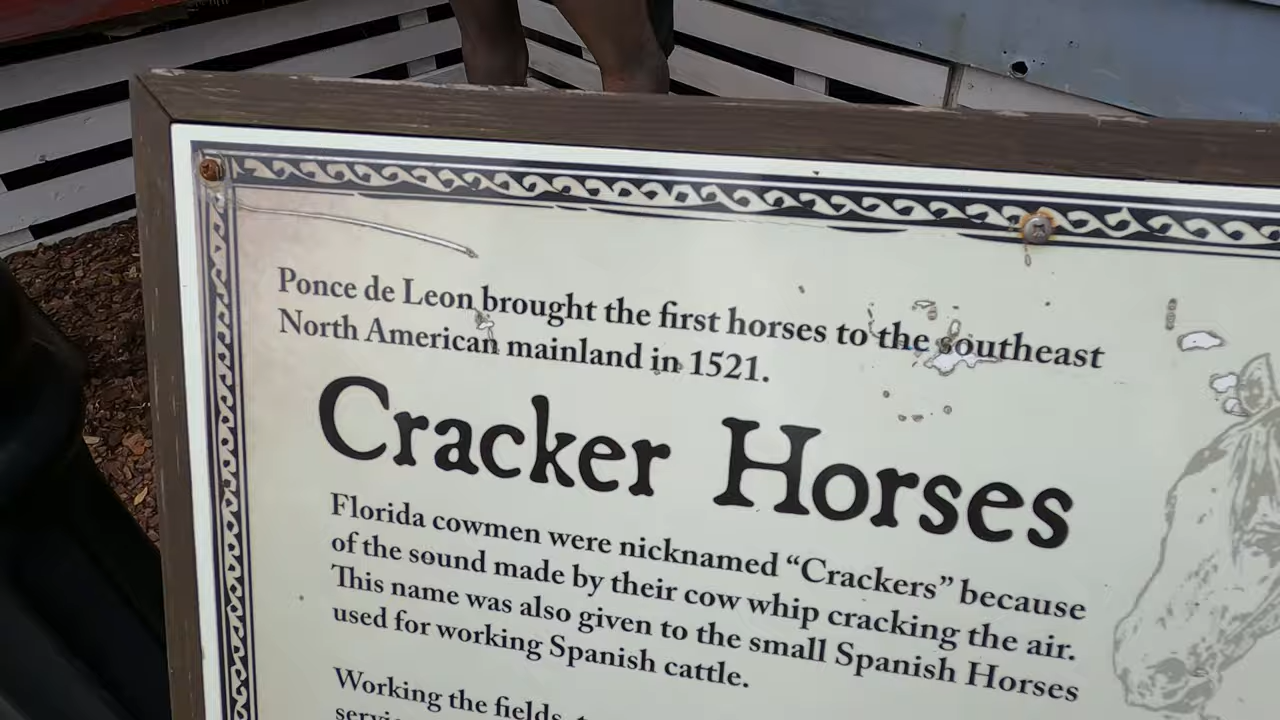 Ponce de Leon brought the first horses to the southeast
North American mainland in 1521.
Cracker Horses
Florida cowmen were nicknamed “Crackers” because
of the sound made by their cow whip cracking the air.
This name was also given to the small Spanish Horses
used for working Spanish cattle.
Working the fields